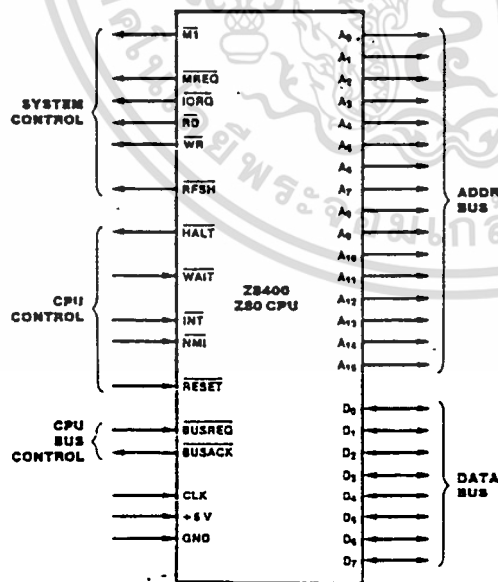 SYSTEM
CONTROL
CPU
CONTROL
CPU
BUS
CONTROL
M1
MREQ
IORQ
RD
WR
RFSH
HALT
WAIT
INT
NMI
RESET
BUSREQ
BUSACK
CLK
+5 V
GND
Z8400
Z80 CPU
A0
A1
A2
A3
A4
A5
A6
A7
A8
A9
A10
A11
A12
A13
A14
A15
D0
D1
D2
D3
D4
D5
D6
D7
ADDR
BUS
DATA
BUS